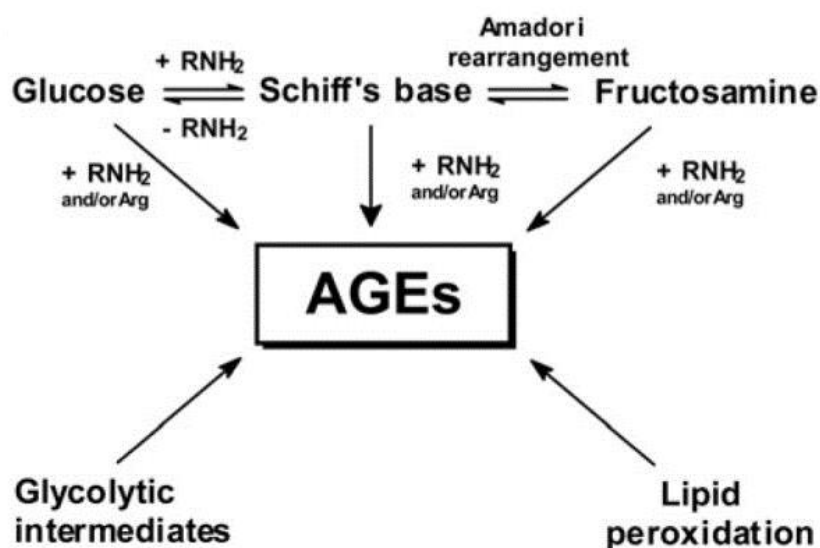 Amadori
rearrangement
+ RNH2
Glucose
Schiff's base
Fructosamine
- RNH2
+ RNH2
and/or Arg
+ RNH2
and/or Arg
+ RNH2
and/or Arg
AGEs
Glycolytic
intermediates
Lipid
peroxidation